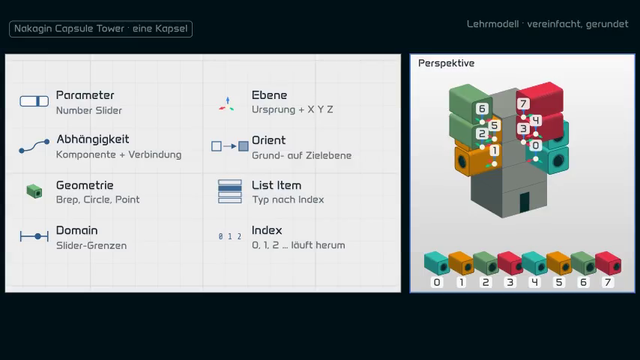 Nakagin Capsule Tower · eine Kapsel
Lehrmodell · vereinfacht, gerundet
Parameter
Number Slider
Abhängigkeit
Komponente + Verbindung
Geometrie
Brep, Circle, Point
Domain
Slider-Grenzen
Ebene
Ursprung + X Y Z
Orient
Grund- auf Zielebene
List Item
Typ nach Index
0 1 2
Index
0, 1, 2 ... läuft herum
Perspektive
6
7
5
4
2
3
1
0
0 1 2 3 4 5 6 7